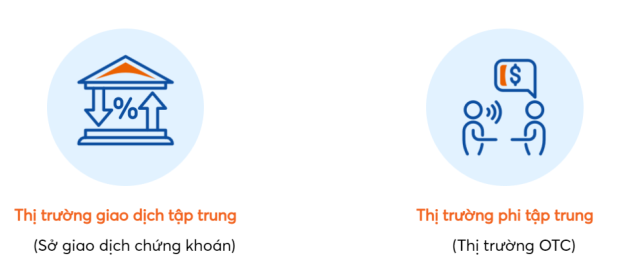 %
$
Thị trường giao dịch tập trung
Thị trường phi tập trung
(Sở giao dịch chứng khoán)
(Thị trường OTC)